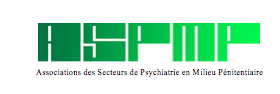 ASPMP
Associations des Secteurs de Psychiatrie en Milieu Pénitentiaire